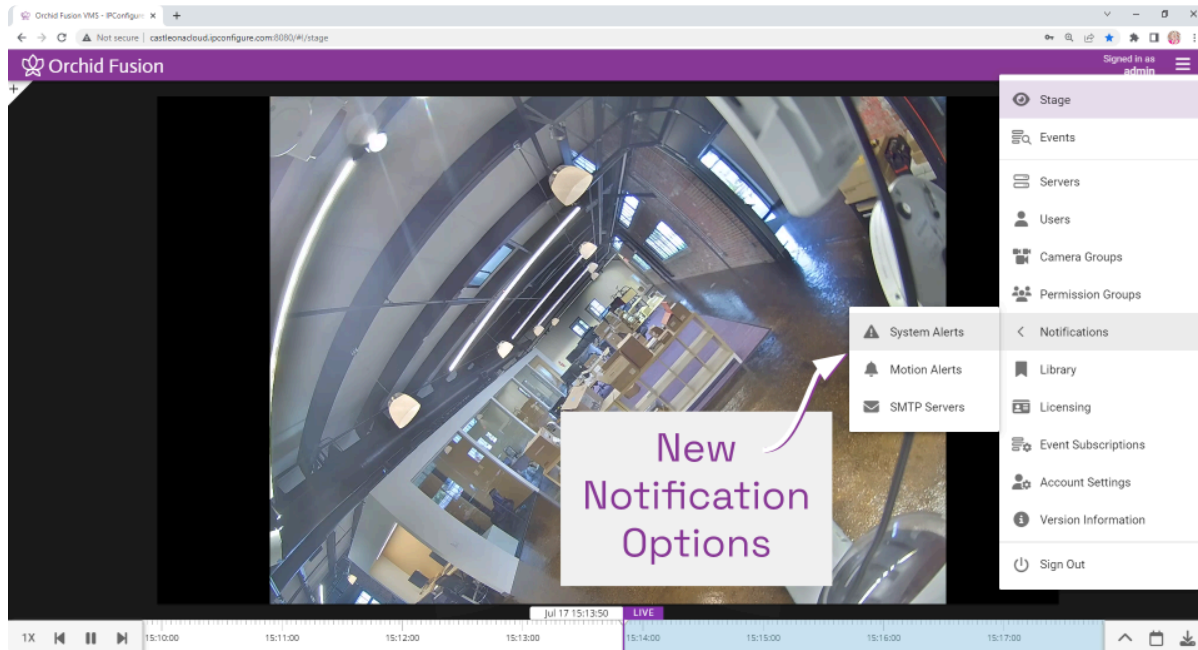 Orchid Fusion VMS - IPConfigure
Not secure | castleonacloud.ipconfigure.com:8080/#!/stage
Orchid Fusion
Signed in as
admin
Stage
Events
Servers
Users
Camera Groups
Permission Groups
System Alerts
Notifications
Motion Alerts
Library
SMTP Servers
Licensing
New
Notification
Options
Event Subscriptions
Account Settings
Version Information
Sign Out
Jul 17 15:13:50 LIVE
1X 15:10:00 15:11:00 15:12:00 15:13:00 15:14:00 15:15:00 15:16:00 15:17:00